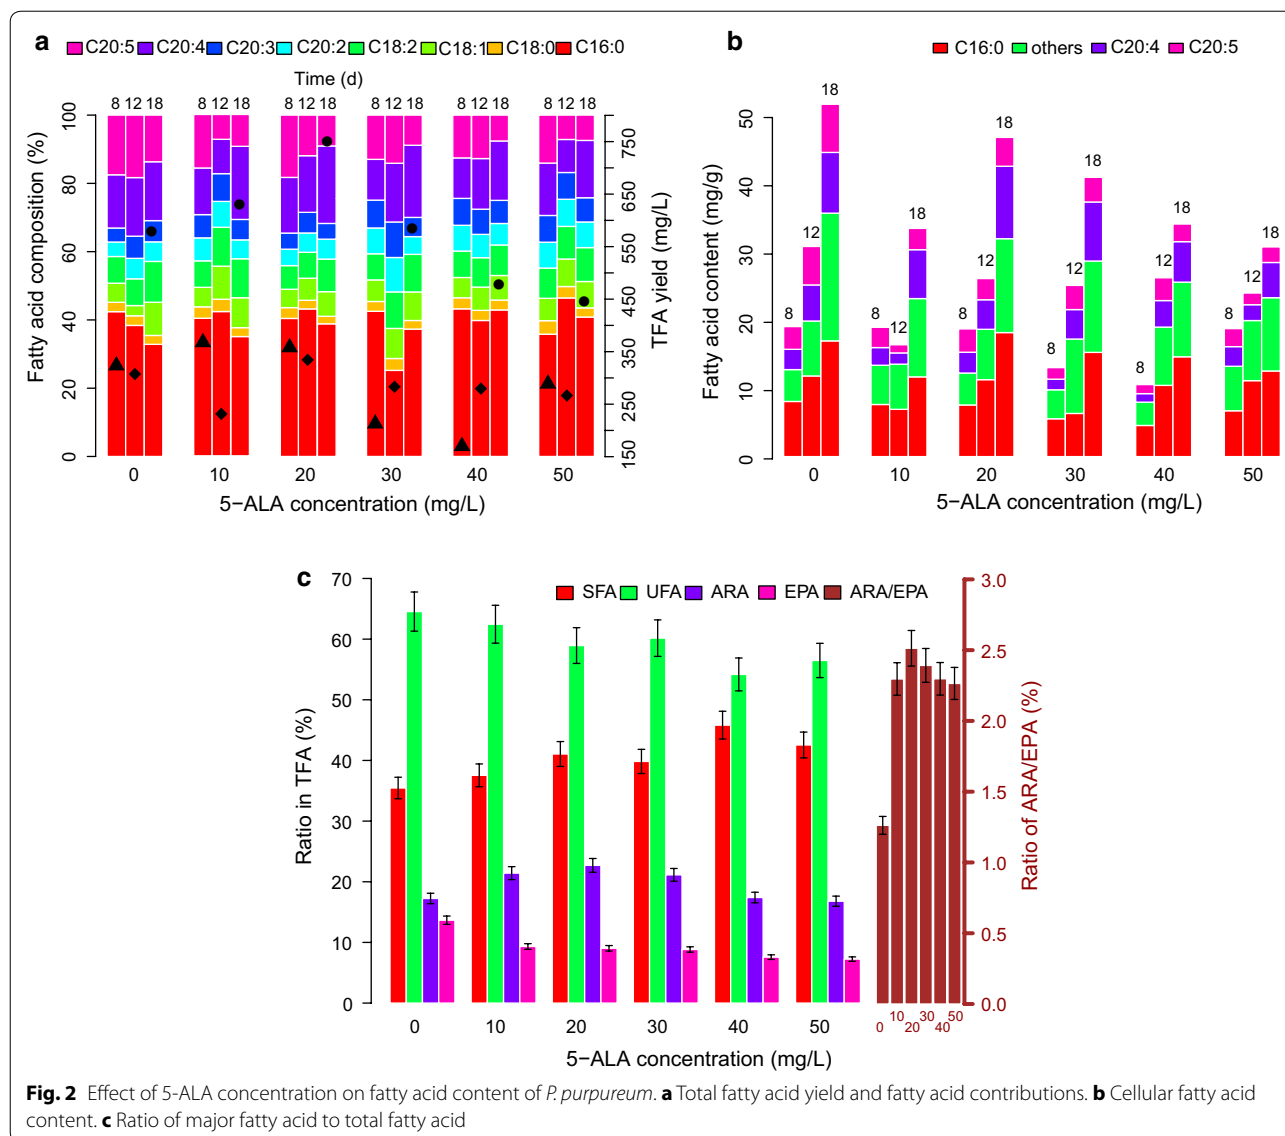 a
C20:5 C20:4 C20:3 C20:2 C18:2 C18:1 C18:0 C16:0
Time (d)
8 12 18 8 12 18 8 12 18 8 12 18 8 12 18 8 12 18
Fatty acid composition (%)
0 20 40 60 80 100
TFA yield (mg/L)
150 250 350 450 550 650 750
0 10 20 30 40 50
5−ALA concentration (mg/L)
b
C16:0 others C20:4 C20:5
Fatty acid content (mg/g)
0 10 20 30 40 50
8 12 18 8 12 18 8 12 18 8 12 18 8 12 18 8 12 18
0 10 20 30 40 50
5−ALA concentration (mg/L)
c
SFA UFA ARA EPA ARA/EPA
Ratio in TFA (%)
0 10 20 30 40 50 60 70
Ratio of ARA/EPA (%)
0.0 0.5 1.0 1.5 2.0 2.5 3.0
0 10 20 30 40 50
0 10 20 30 40 50
5−ALA concentration (mg/L)
Fig. 2 Effect of 5-ALA concentration on fatty acid content of P. purpureum. a Total fatty acid yield and fatty acid contributions. b Cellular fatty acid
content. c Ratio of major fatty acid to total fatty acid